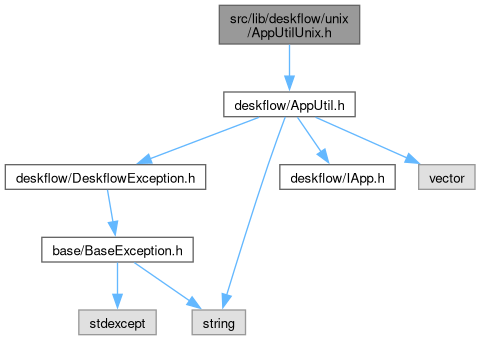 src/lib/deskflow/unix
/AppUtilUnix.h
deskflow/AppUtil.h
deskflow/DeskflowException.h
deskflow/IApp.h
vector
base/BaseException.h
stdexcept
string